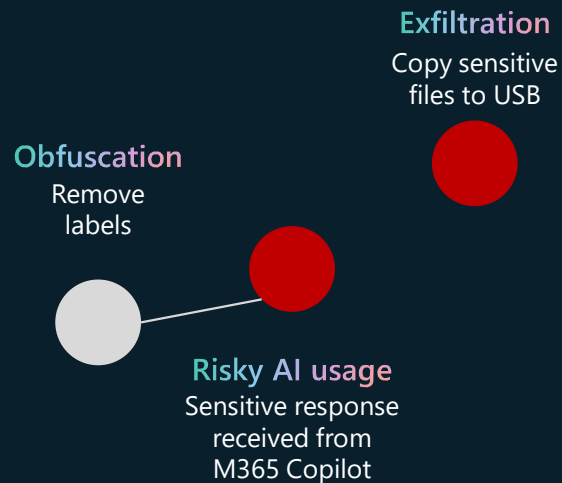 Exfiltration
Copy sensitive
files to USB
Obfuscation
Remove
labels
Risky AI usage
Sensitive response
received from
M365 Copilot